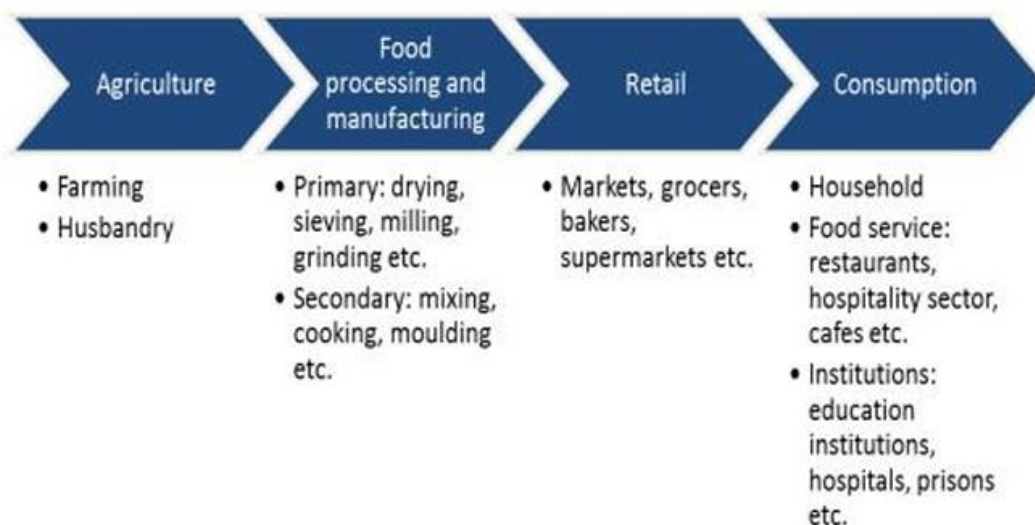 Agriculture
Food
processing and
manufacturing
Retail
Consumption
• Farming
• Husbandry
• Primary: drying,
sieving, milling,
grinding etc.
• Secondary: mixing,
cooking, moulding
etc.
• Markets, grocers,
bakers,
supermarkets etc.
• Household
• Food service:
restaurants,
hospitality sector,
cafes etc.
• Institutions:
education
institutions,
hospitals, prisons
etc.